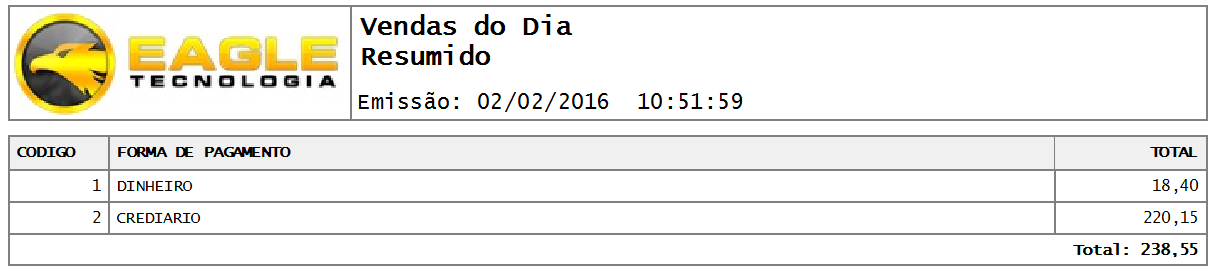 EAGLE
TECNOLOGIA
Vendas do Dia
Resumido
Emissão: 02/02/2016 10:51:59
CODIGO FORMA DE PAGAMENTO TOTAL
1 DINHEIRO 18,40
2 CREDIARIO 220,15
Total: 238,55